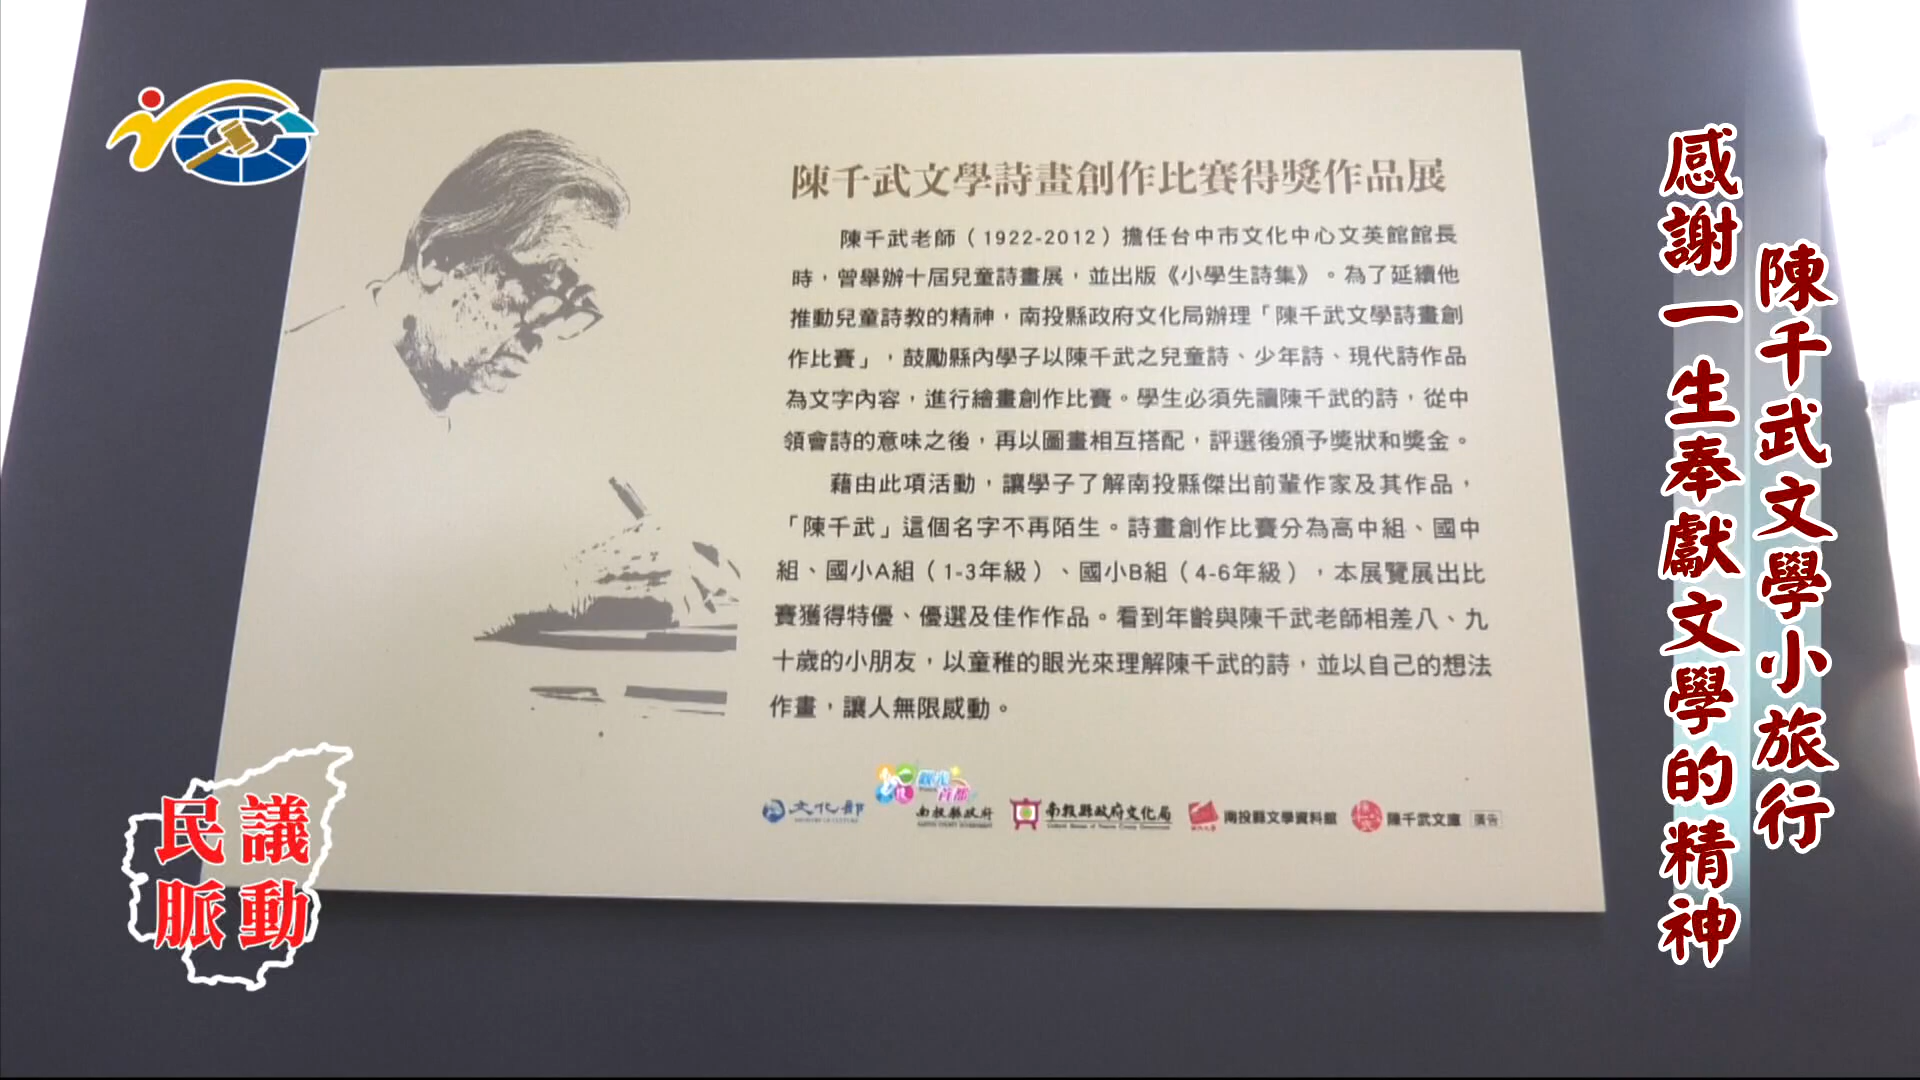 陳千武文學小旅行
感謝一生奉獻文學的精神
陳千武文學詩畫創作比賽得獎作品展
陳千武老師（1922-2012）擔任台中市文化中心文英館館長
時，曾舉辦十屆兒童詩畫展，並出版《小學生詩集》。為了延續他
推動兒童詩教的精神，南投縣政府文化局辦理「陳千武文學詩畫創
作比賽」，鼓勵縣內學子以陳千武之兒童詩、少年詩、現代詩作品
為文字內容，進行繪畫創作比賽。學生必須先讀陳千武的詩，從中
領會詩的意味之後，再以圖畫相互搭配，評選後頒予獎狀和獎金。
藉由此項活動，讓學子了解南投縣傑出前輩作家及其作品，
「陳千武」這個名字不再陌生。詩畫創作比賽分為高中組、國中
組、國小A組（1-3年級）、國小B組（4-6年級），本展覽展出比
賽獲得特優、優選及佳作作品。看到年齡與陳千武老師相差八、九
十歲的小朋友，以童稚的眼光來理解陳千武的詩，並以自己的想法
作畫，讓人無限感動。
觀光
首都
文化部
南投縣政府
南投縣政府文化局
南投縣文學資料館
陳千武文庫
廣告
民議
脈動